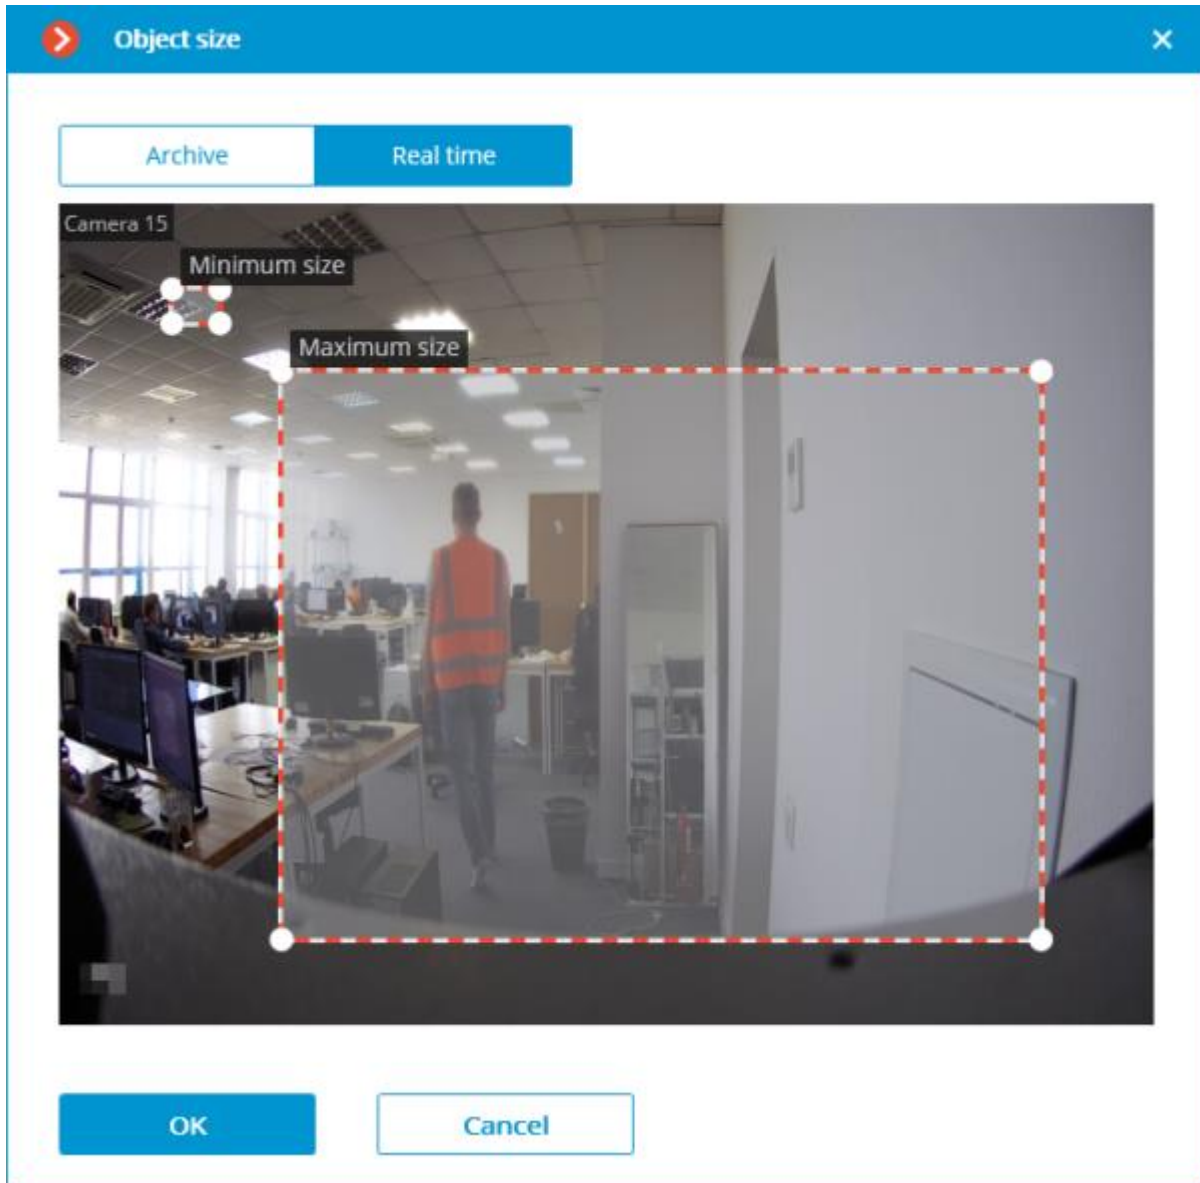 Object size
Archive
Real time
Camera 15
Minimum size
Maximum size
OK
Cancel